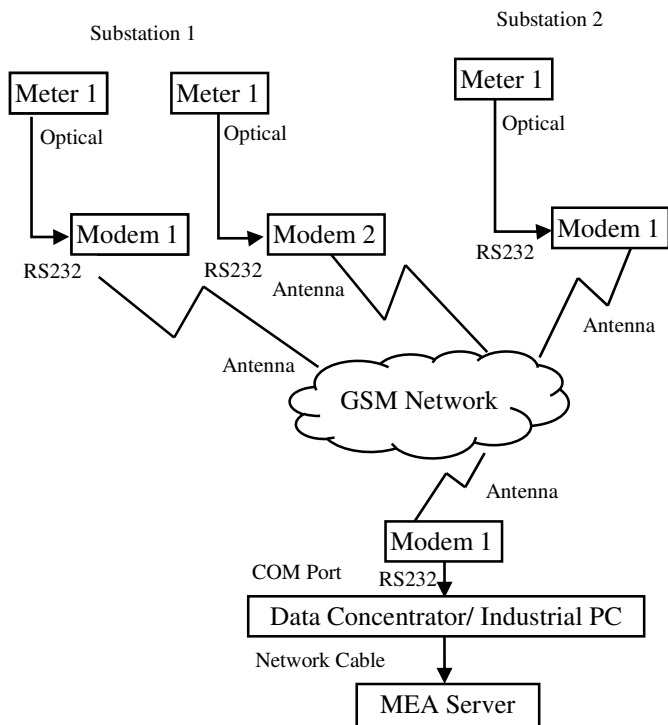 Substation 1
Substation 2
Meter 1
Meter 1
Meter 1
Optical
Optical
Optical
Modem 1
Modem 2
Modem 1
RS232
RS232
RS232
Antenna
Antenna
Antenna
GSM Network
Antenna
Modem 1
COM Port
RS232
Data Concentrator/ Industrial PC
Network Cable
MEA Server